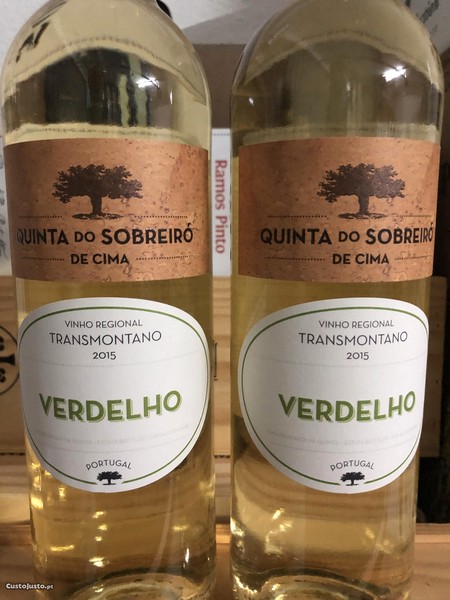 QUINTA DO SOBREIRÓ
DE CIMA
VINHO REGIONAL
TRANSMONTANO
2015
VERDELHO
PORTUGAL
Ramos Pinto
QUINTA DO SOBREIRÓ
DE CIMA
VINHO REGIONAL
TRANSMONTANO
2015
VERDELHO
PORTUGAL
CustoJusto.pt